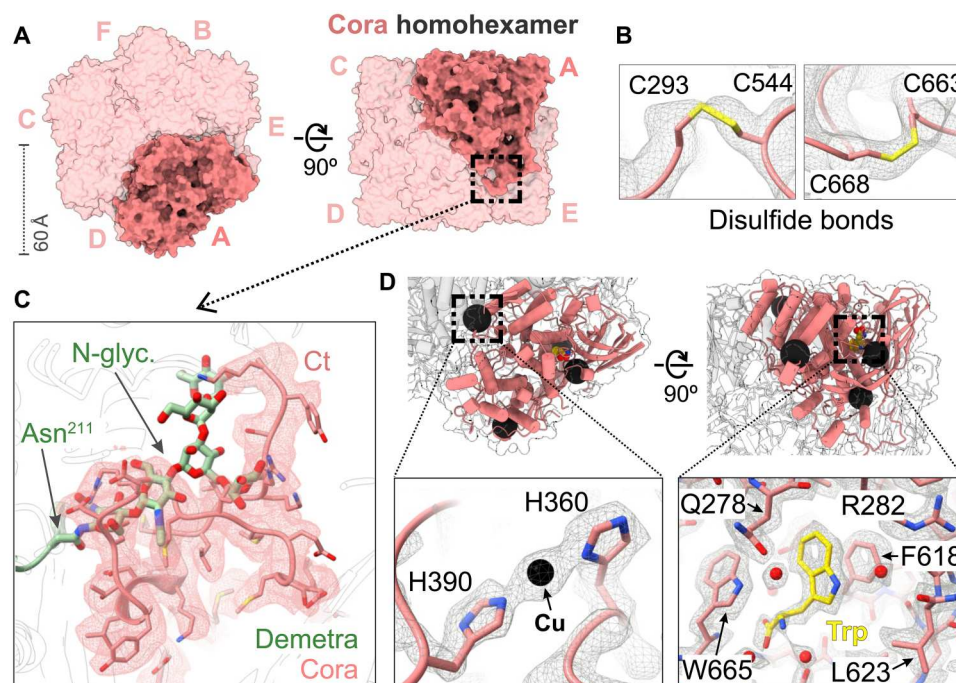 A
F
B
C
E
D
A
60 Å
90º
Cora homohexamer
C
A
D
E
B
C293
C544
C663
C668
Disulfide bonds
C
N-glyc.
Ct
Asn²¹¹
Demetra
Cora
D
90º
H360
H390
Cu
Q278
R282
F618
Trp
W665
L623